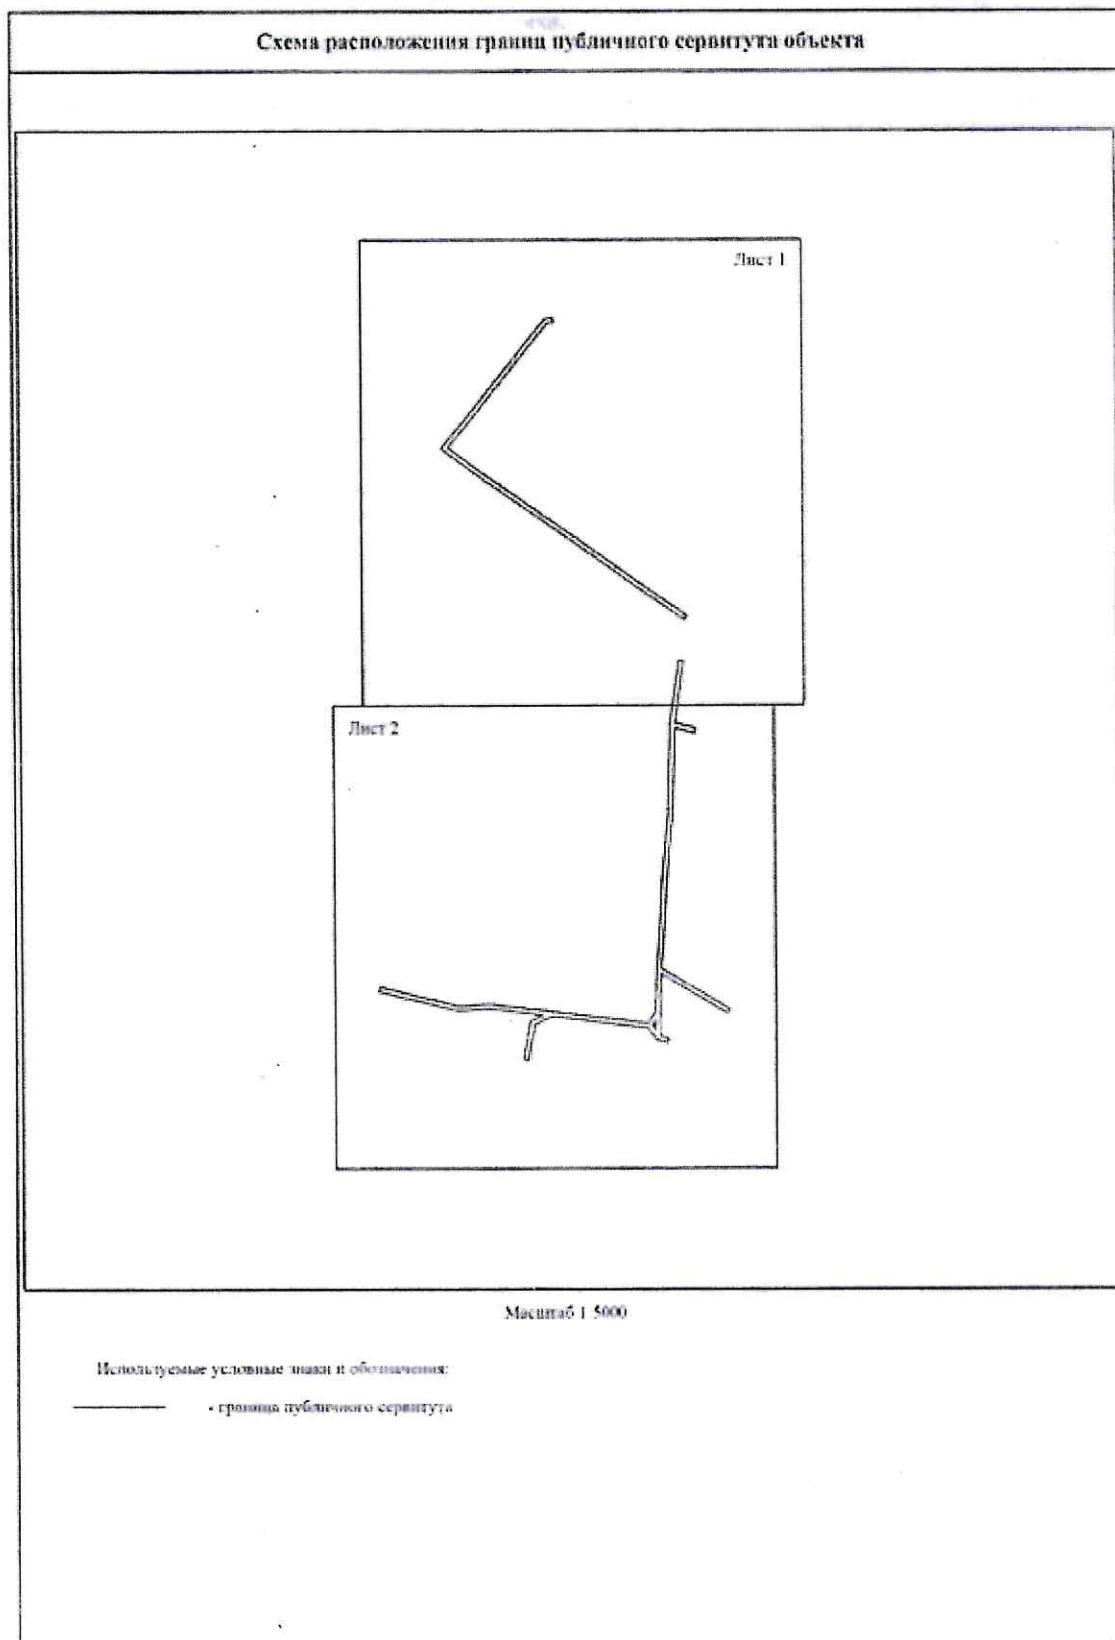 Схема расположения границ публичного сервитута объекта
Лист 1
Лист 2
Масштаб 1 5000
Используемые условные знаки и обозначения:
- граница публичного сервитута